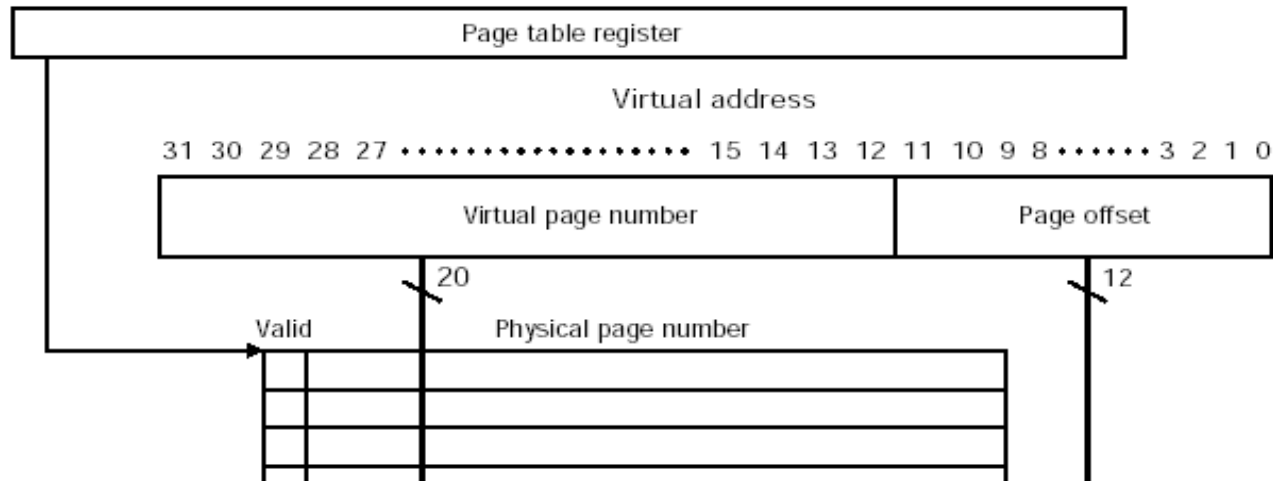 Page table register
Virtual address
31 30 29 28 27 ................... 15 14 13 12 11 10 9 8 ...... 3 2 1 0
Virtual page number Page offset
20 12
Valid Physical page number